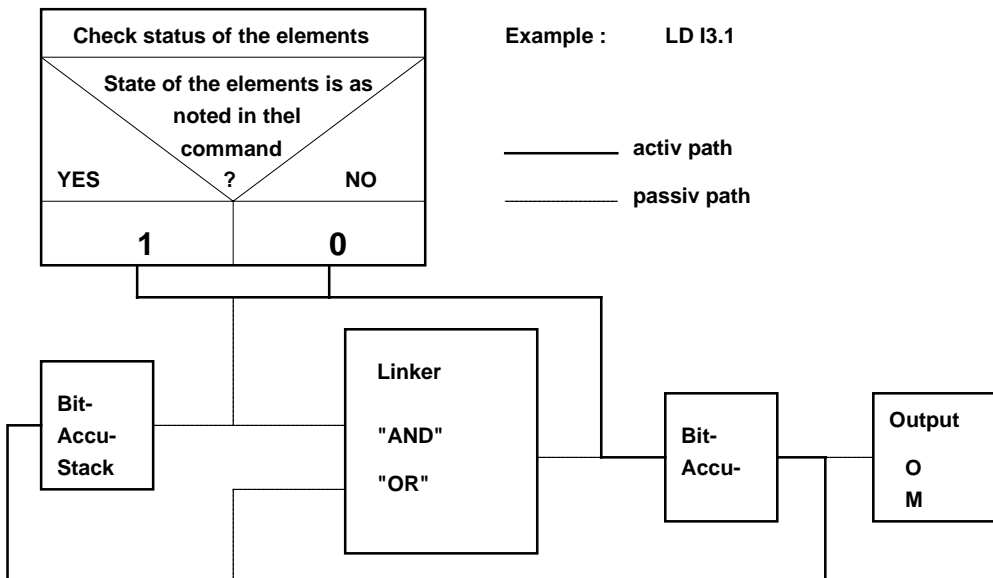 Check status of the elements
State of the elements is as
noted in thel
command
YES ? NO
1 0
Example : LD I3.1
activ path
passiv path
Bit-
Accu-
Stack
Linker
"AND"
"OR"
Bit-
Accu-
Output
O
M